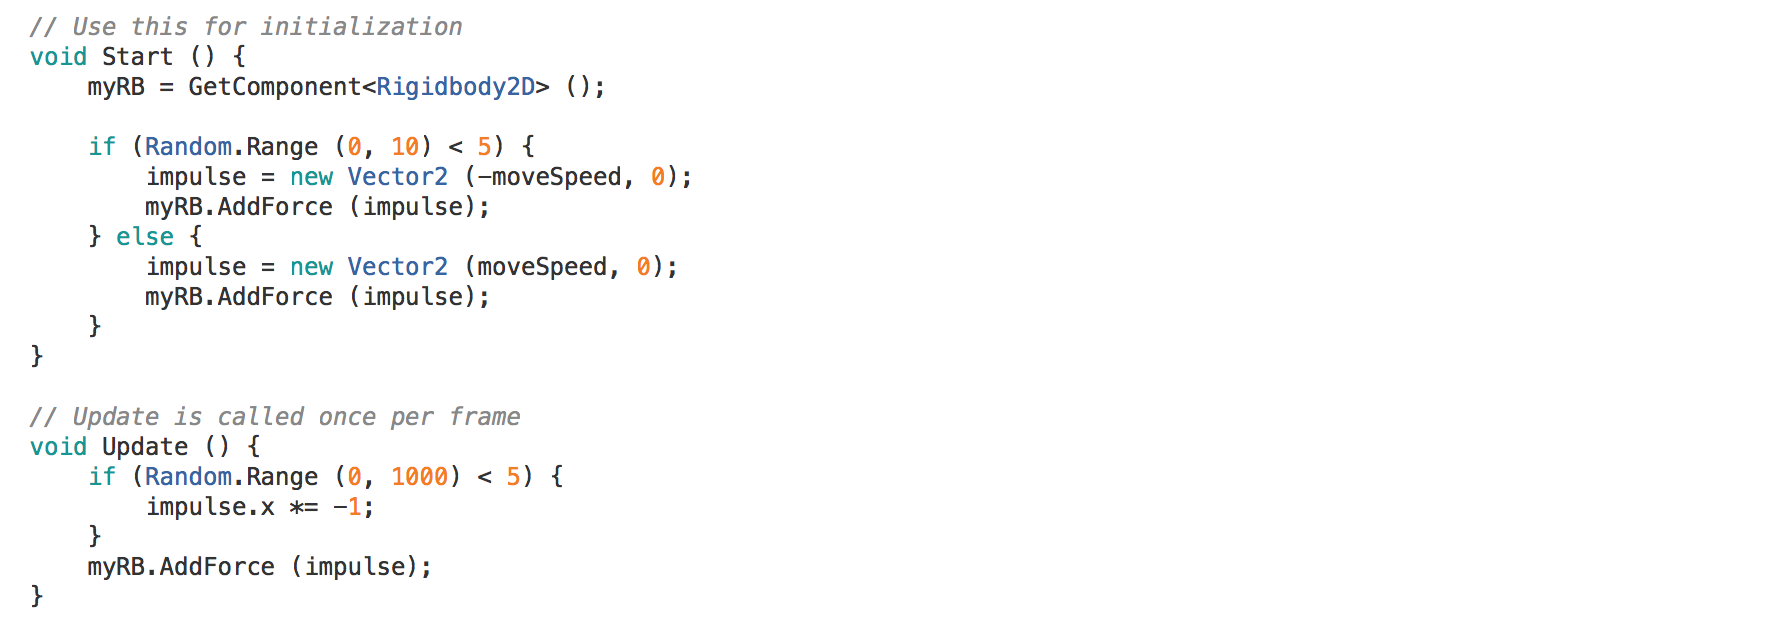 // Use this for initialization
void Start () {
    myRB = GetComponent<Rigidbody2D> ();

    if (Random.Range (0, 10) < 5) {
        impulse = new Vector2 (-moveSpeed, 0);
        myRB.AddForce (impulse);
    } else {
        impulse = new Vector2 (moveSpeed, 0);
        myRB.AddForce (impulse);
    }
}

// Update is called once per frame
void Update () {
    if (Random.Range (0, 1000) < 5) {
        impulse.x *= -1;
    }
    myRB.AddForce (impulse);
}